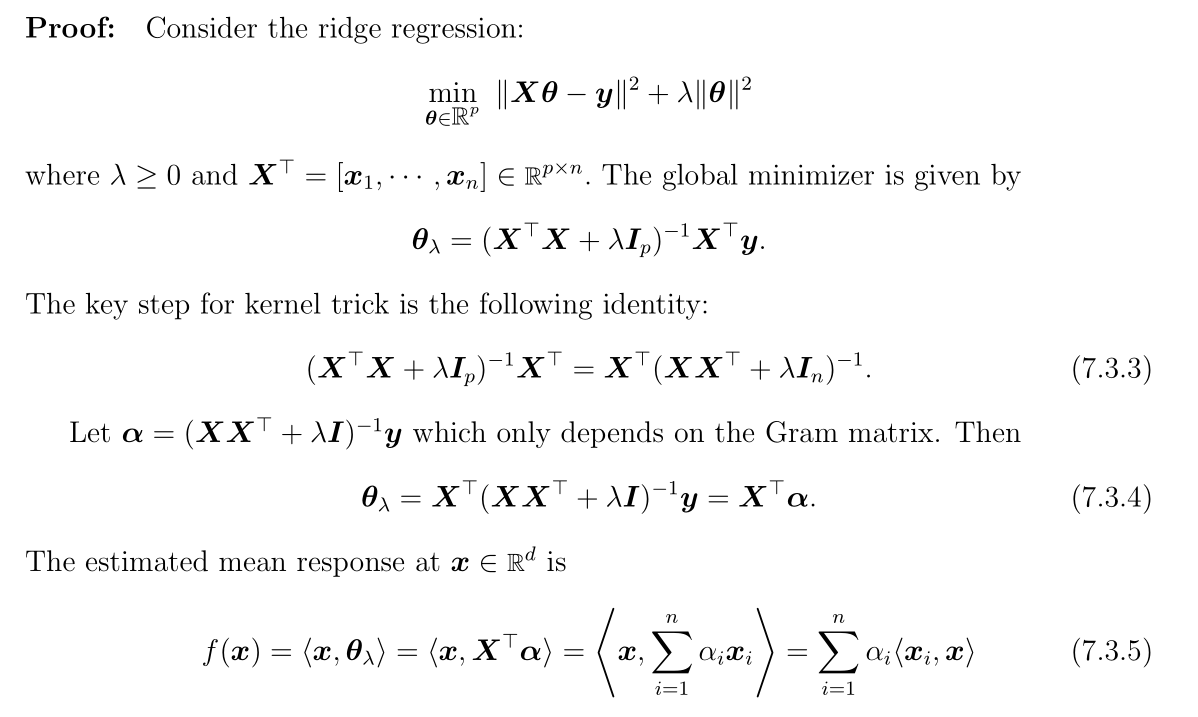 Proof: Consider the ridge regression:
min_{θ∈ℝ^p} ‖Xθ − y‖² + λ‖θ‖²
where λ ≥ 0 and X^⊤ = [x₁, ⋯ , xₙ] ∈ ℝ^{p×n}. The global minimizer is given by
θ_λ = (X^⊤X + λI_p)^{−1}X^⊤y.
The key step for kernel trick is the following identity:
(X^⊤X + λI_p)^{−1}X^⊤ = X^⊤(XX^⊤ + λI_n)^{−1}. (7.3.3)
Let α = (XX^⊤ + λI)^{−1}y which only depends on the Gram matrix. Then
θ_λ = X^⊤(XX^⊤ + λI)^{−1}y = X^⊤α. (7.3.4)
The estimated mean response at x ∈ ℝ^d is
f(x) = ⟨x, θ_λ⟩ = ⟨x, X^⊤α⟩ = ⟨x, ∑_{i=1}^{n} α_i x_i⟩ = ∑_{i=1}^{n} α_i⟨x_i, x⟩ (7.3.5)